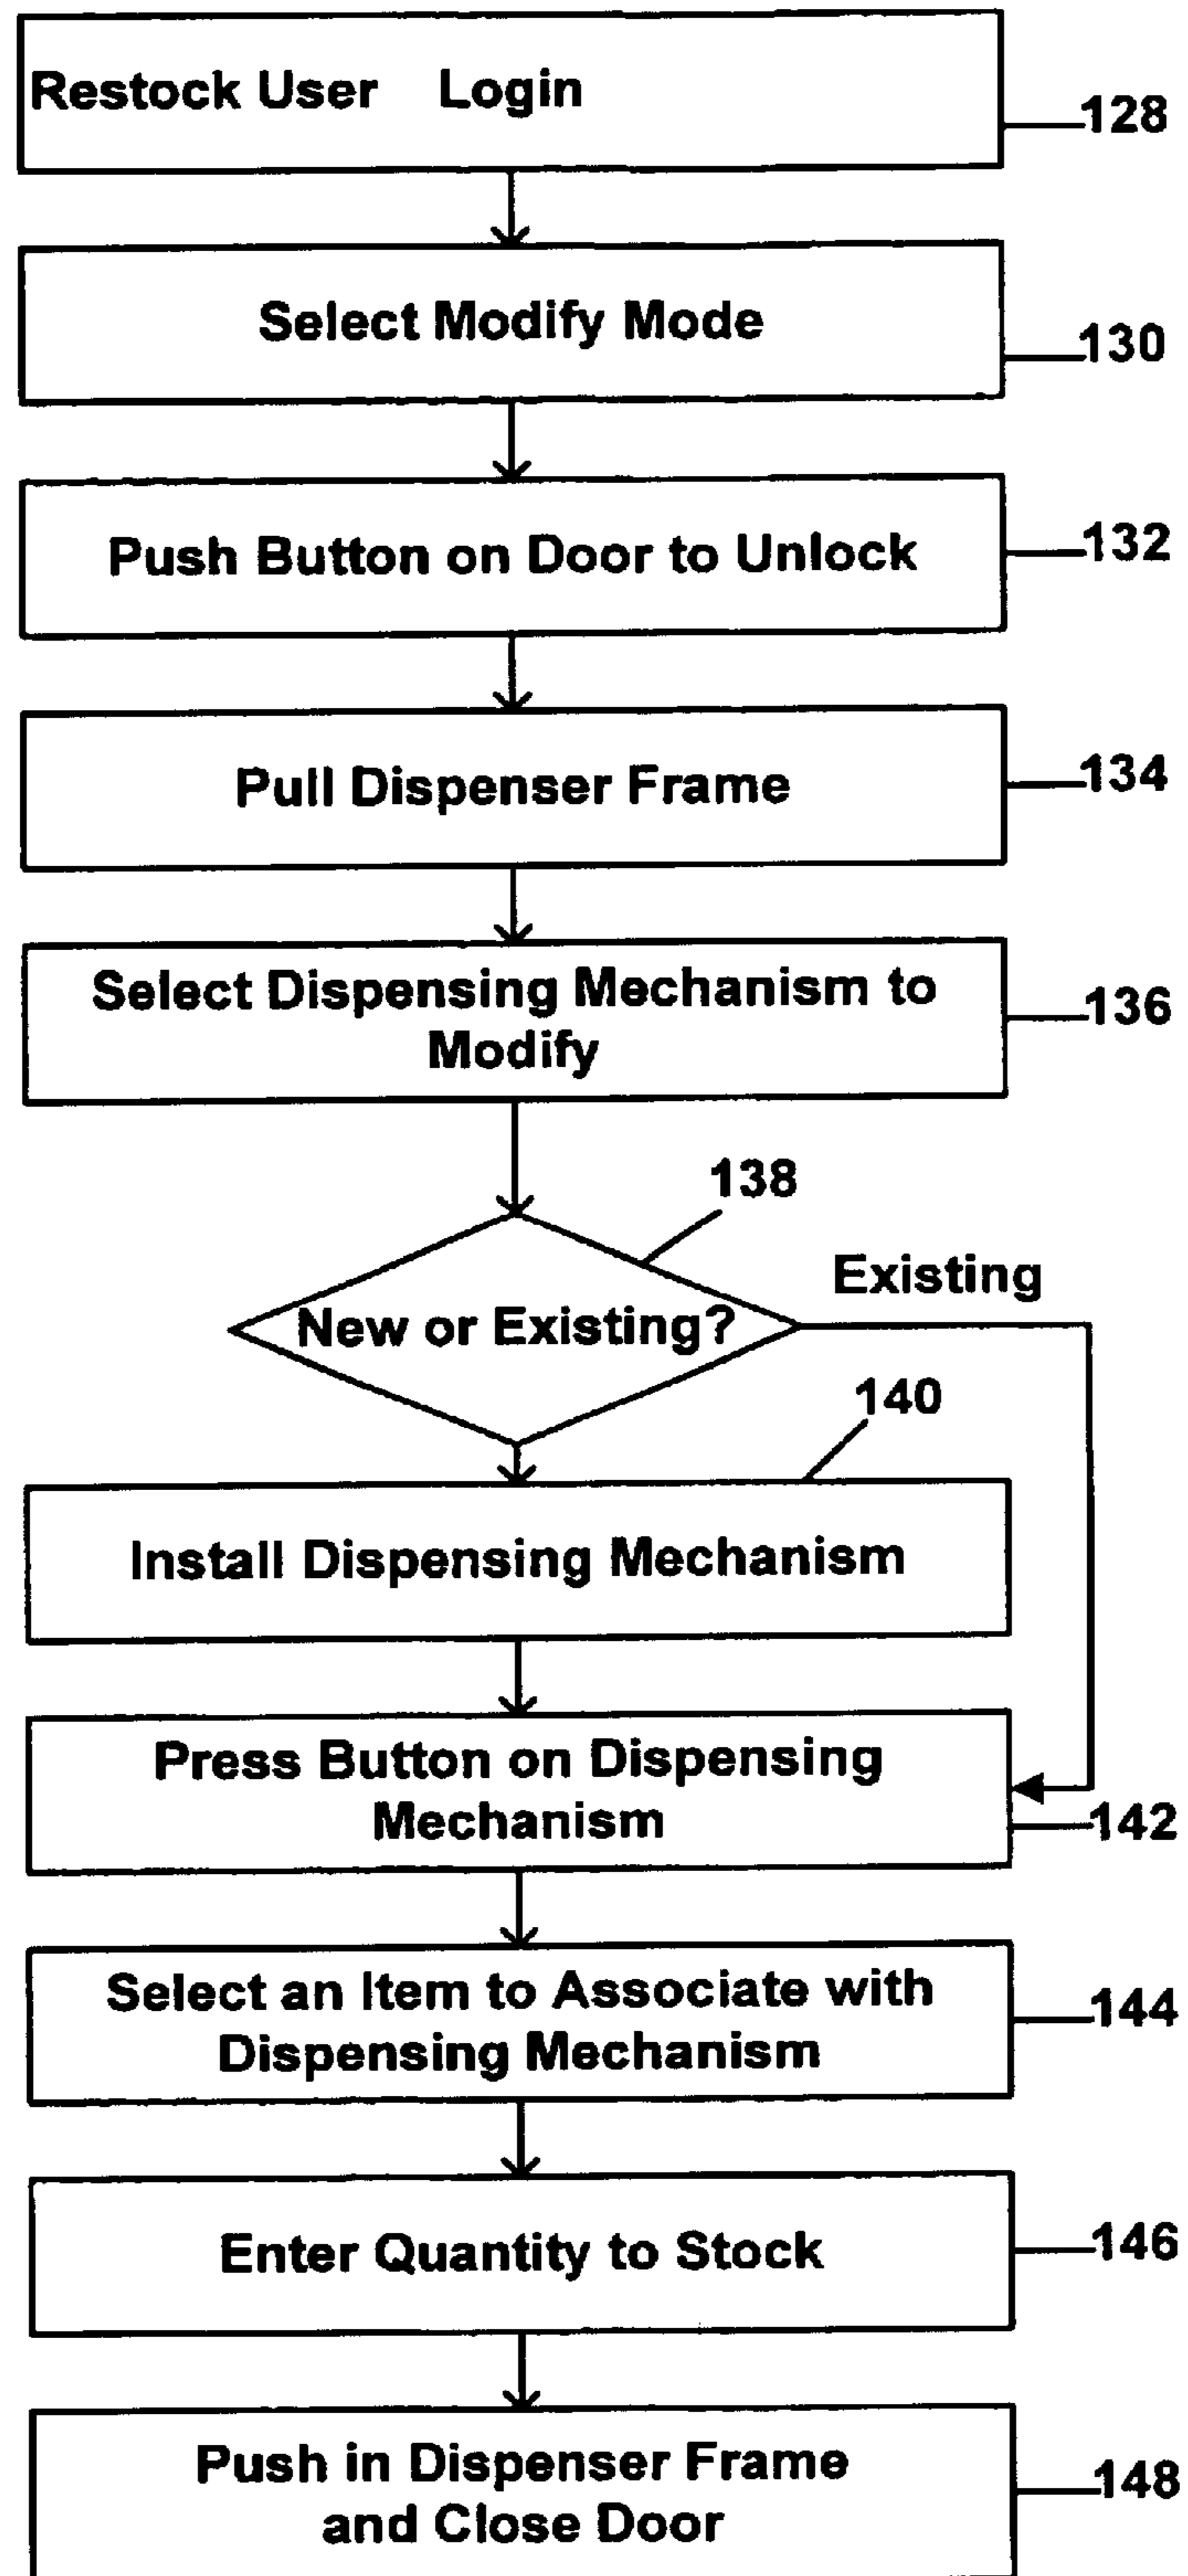 Restock User Login
128
Select Modify Mode
130
Push Button on Door to Unlock
132
Pull Dispenser Frame
134
Select Dispensing Mechanism to
Modify
136
138
New or Existing?
Existing
140
Install Dispensing Mechanism
Press Button on Dispensing
Mechanism
142
Select an Item to Associate with
Dispensing Mechanism
144
Enter Quantity to Stock
146
Push in Dispenser Frame
and Close Door
148